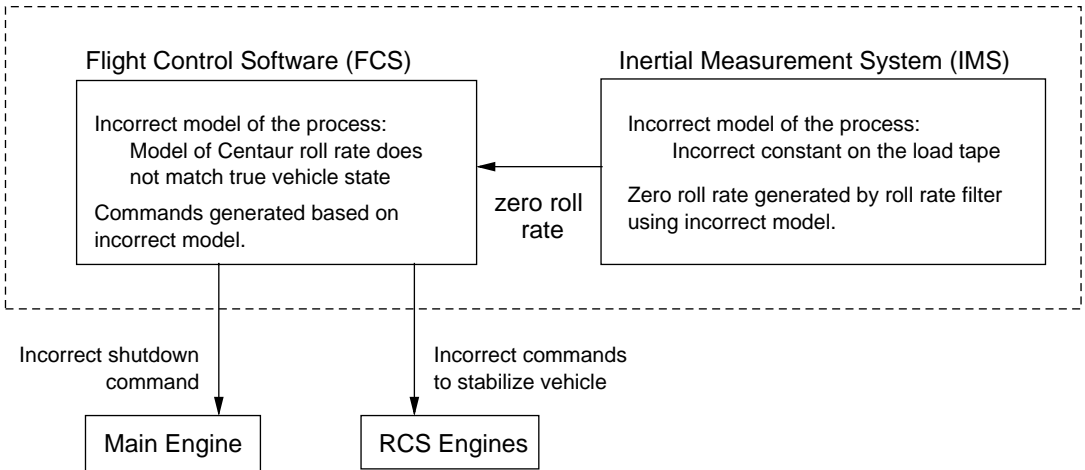 Flight Control Software (FCS)
Incorrect model of the process:
Model of Centaur roll rate does
not match true vehicle state
Commands generated based on
incorrect model.
zero roll
rate
Inertial Measurement System (IMS)
Incorrect model of the process:
Incorrect constant on the load tape
Zero roll rate generated by roll rate filter
using incorrect model.
Incorrect shutdown
command
Incorrect commands
to stabilize vehicle
Main Engine
RCS Engines